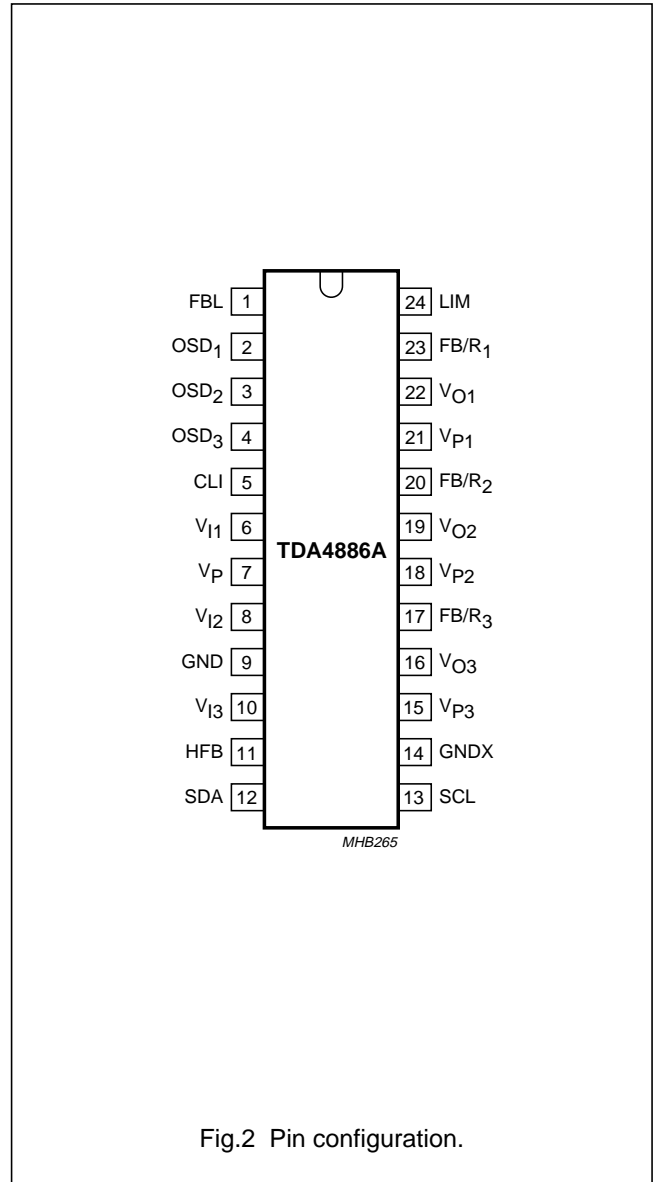 FBL 1 24 LIM
OSD1 2 23 FB/R1
OSD2 3 22 VO1
OSD3 4 21 VP1
CLI 5 20 FB/R2
VI1 6 19 VO2
TDA4886A
VP 7 18 VP2
VI2 8 17 FB/R3
GND 9 16 VO3
VI3 10 15 VP3
HFB 11 14 GNDX
SDA 12 13 SCL
MHB265
Fig.2 Pin configuration.